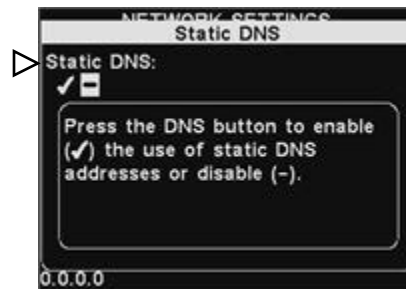 NETWORK SETTINGS
Static DNS
Static DNS:
✓ –
Press the DNS button to enable
(✓) the use of static DNS
addresses or disable (–).
0.0.0.0